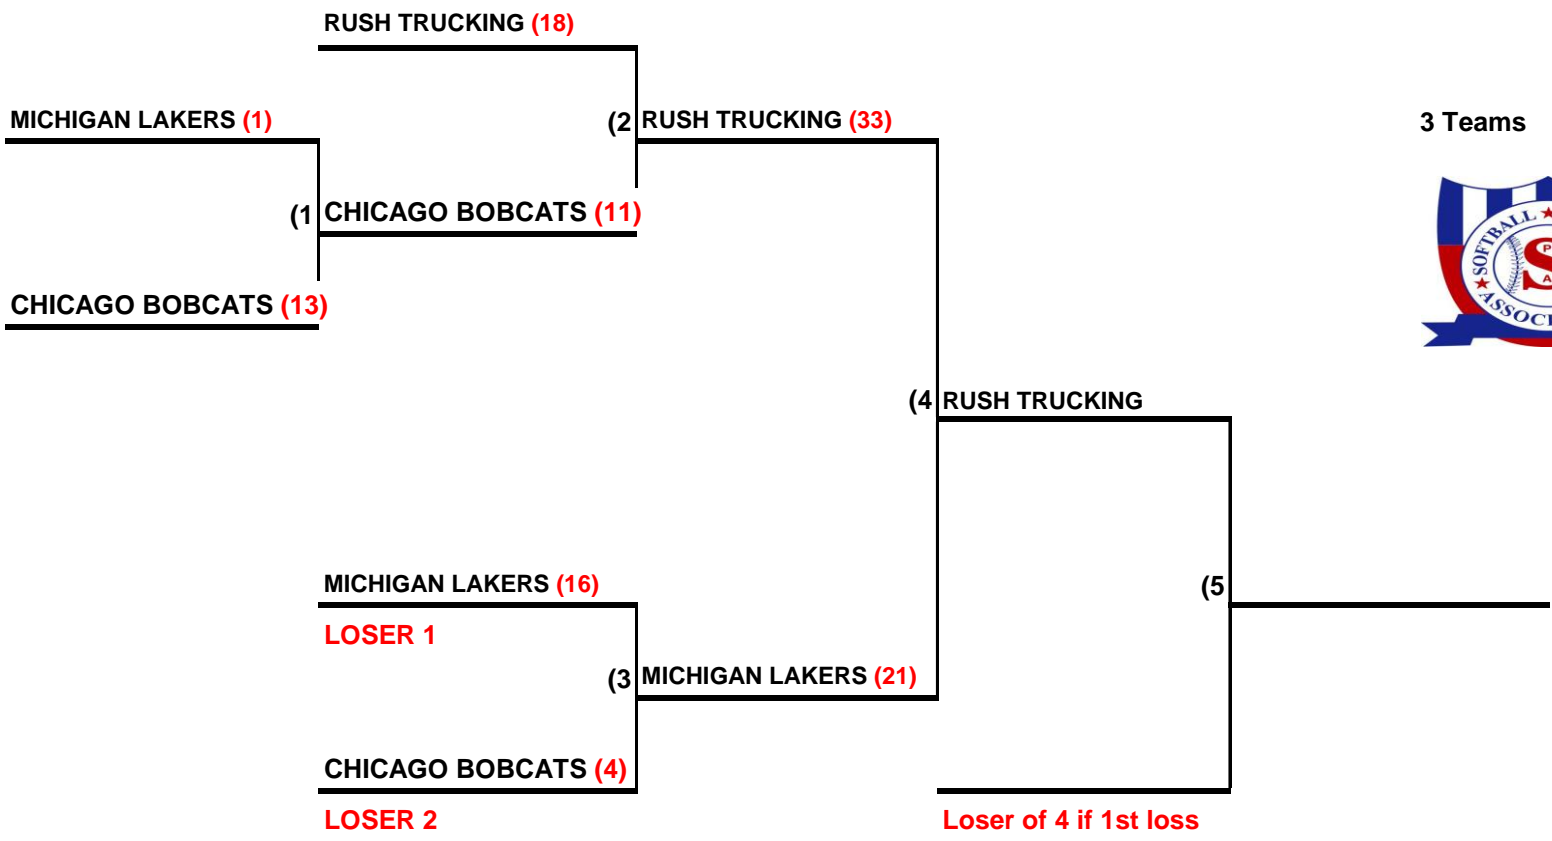 RUSH TRUCKING (18)
MICHIGAN LAKERS (1)
(2 RUSH TRUCKING (33)
3 Teams
(1 CHICAGO BOBCATS (11)
CHICAGO BOBCATS (13)
SOFTBALL
(4 RUSH TRUCKING
MICHIGAN LAKERS (16)
(5
LOSER 1
(3 MICHIGAN LAKERS (21)
CHICAGO BOBCATS (4)
LOSER 2
Loser of 4 if 1st loss